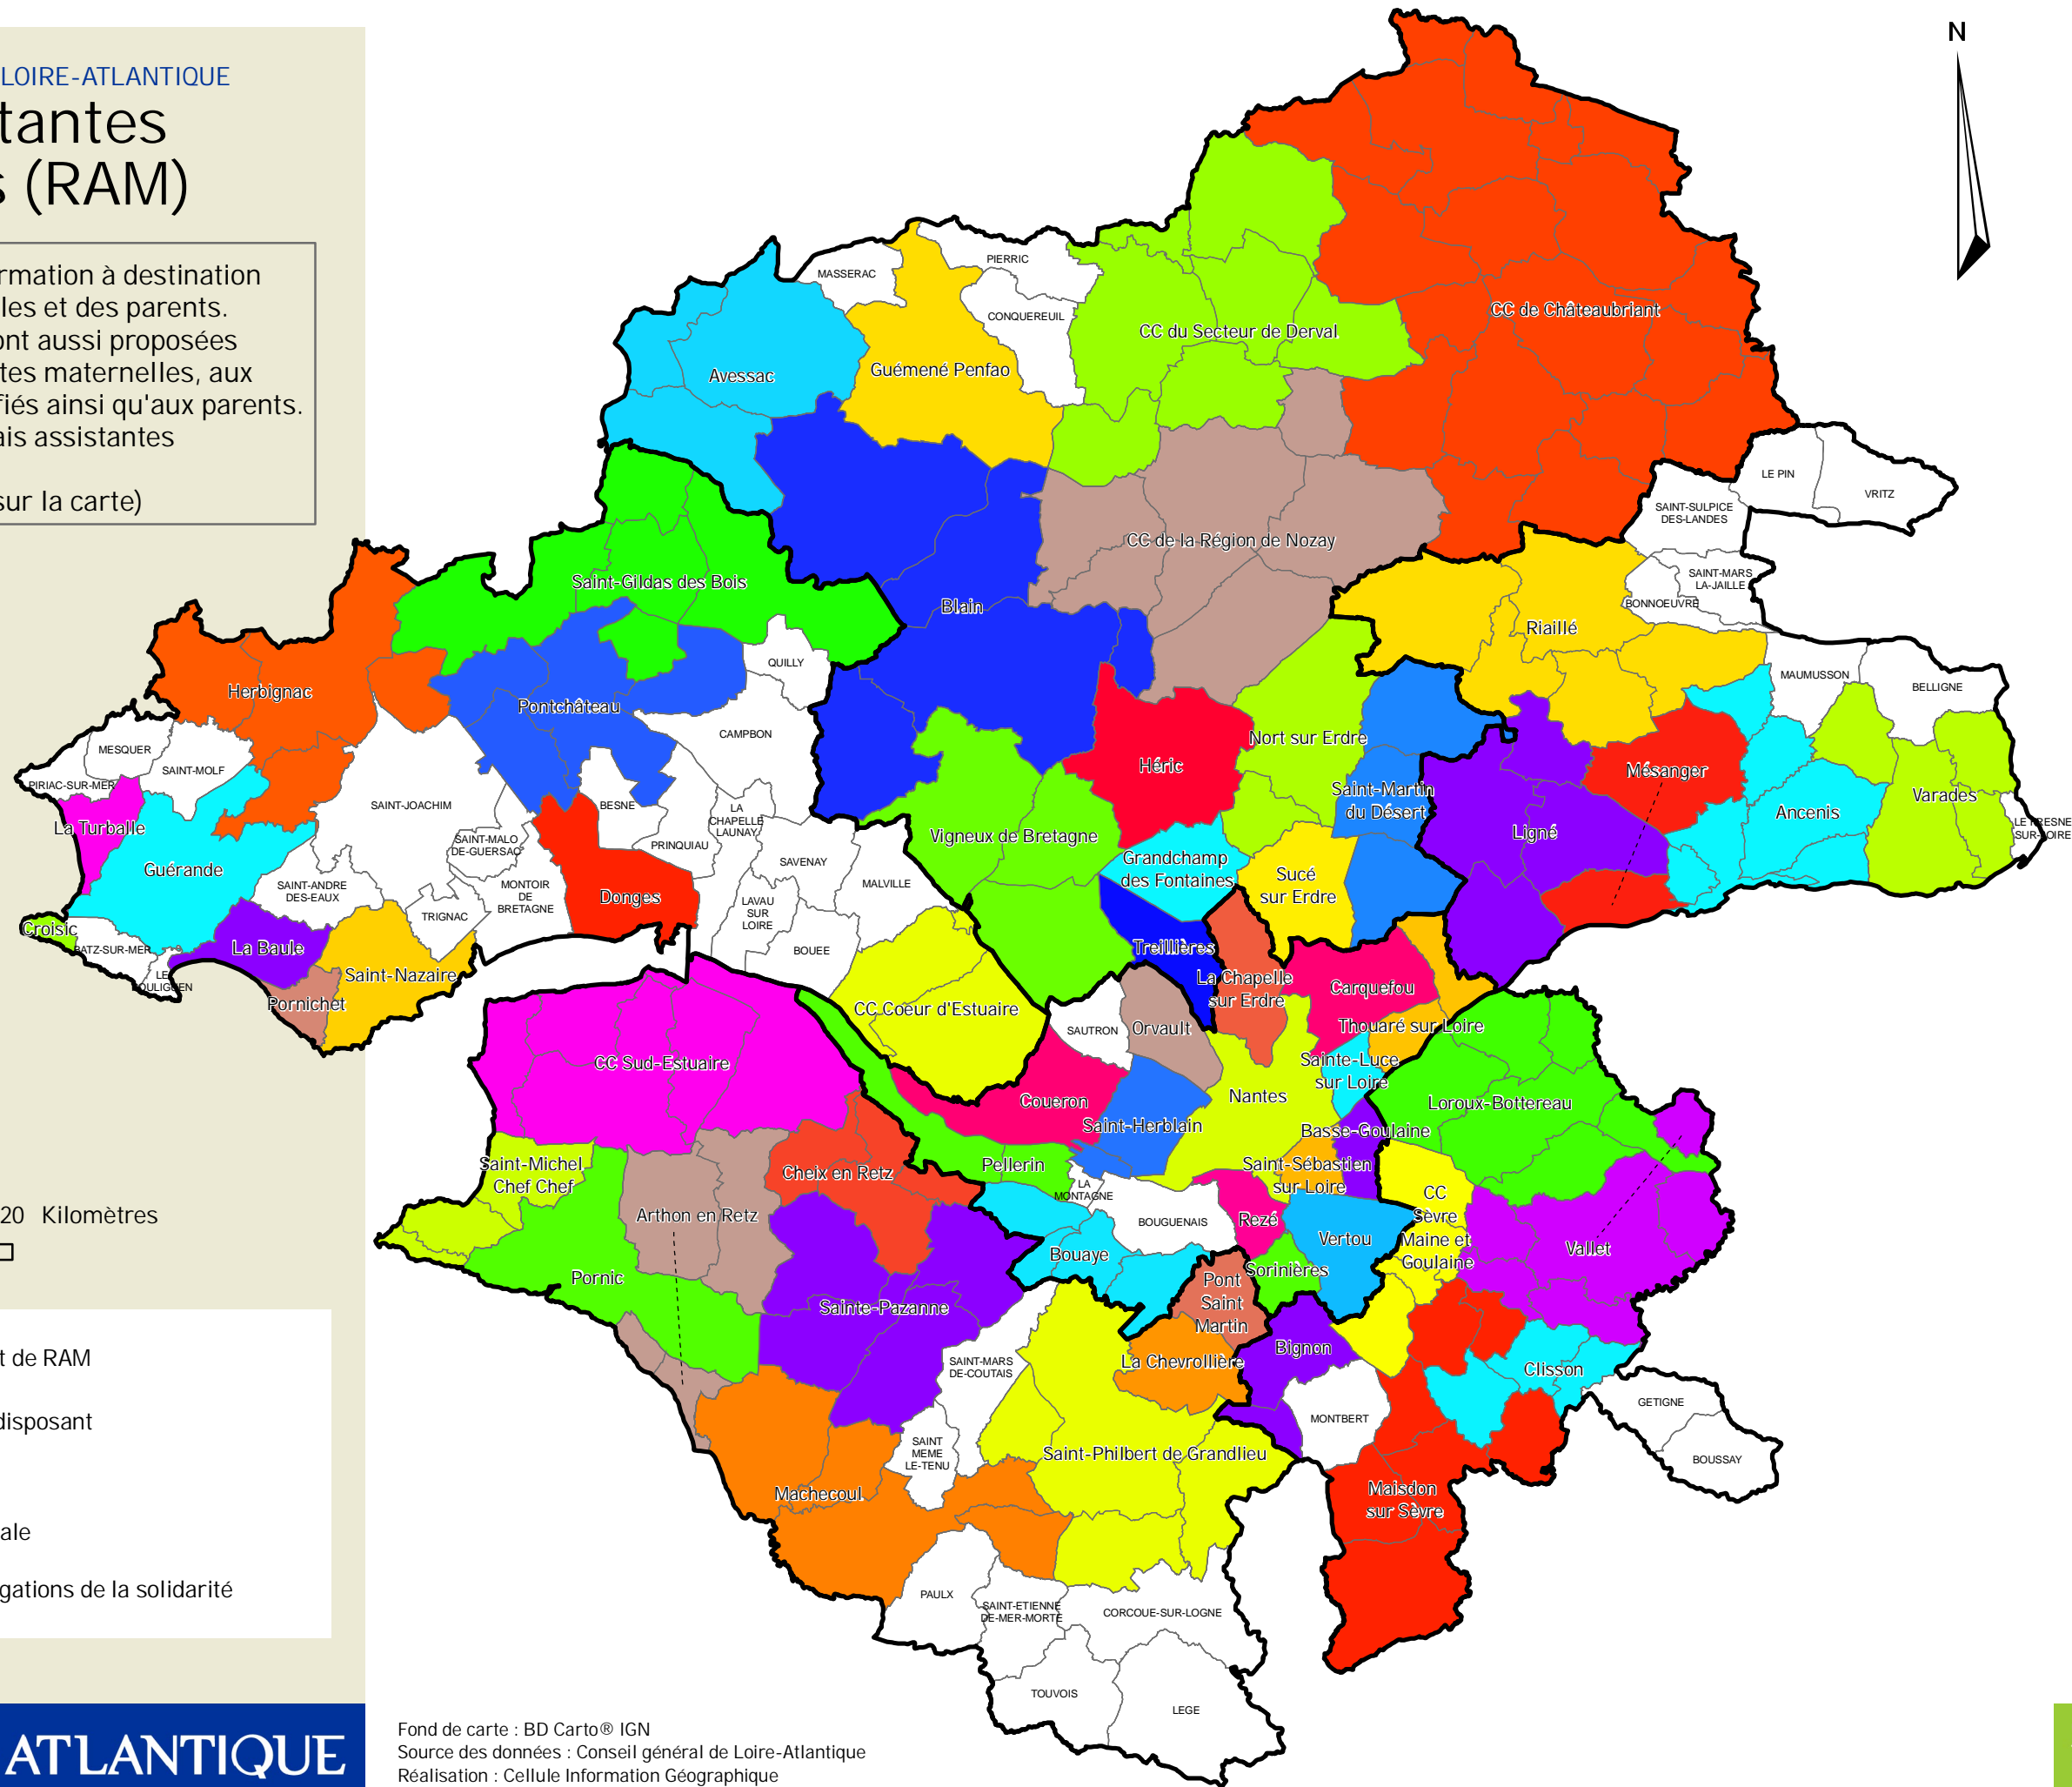 LOIRE-ATLANTIQUE
tantes
s (RAM)
rmation à destination
les et des parents.
ont aussi proposées
tes maternelles, aux
fiés ainsi qu'aux parents.
ais assistantes
sur la carte)
20 Kilomètres
t de RAM
disposant
ale
gations de la solidarité
ATLANTIQUE
Fond de carte : BD Carto® IGN
Source des données : Conseil général de Loire-Atlantique
Réalisation : Cellule Information Géographique
N
MASSERAC
PIERRIC
CONQUEREUIL
CC du Secteur de Derval
CC de Châteaubriant
Avessac
Guémené Penfao
LE PIN
VRITZ
SAINT-SULPICE
DES-LANDES
CC de la Région de Nozay
SAINT-MARS
LA-JAILLE
BONNOEUVRE
Saint-Gildas des Bois
Blain
Riaillé
QUILLY
Herbignac
Pontchâteau
MAUMUSSON
BELLIGNE
CAMPBON
Nort sur Erdre
MESQUER
SAINT-MOLF
Héric
Mésanger
PIRIAC-SUR-MER
SAINT-JOACHIM
BESNE
LA
CHAPELLE
LAUNAY
Saint-Martin
du Désert
Ancenis
Varades
LE FRESNE
SUR-LOIRE
La Turballe
SAINT-MALO
DE-GUERSAC
PRINQUIAU
Vigneux de Bretagne
Ligné
Guérande
SAVENAY
Grandchamp
des Fontaines
SAINT-ANDRE
DES-EAUX
MONTOIR
DE
BRETAGNE
Donges
MALVILLE
Sucé
sur Erdre
TRIGNAC
LAVAU
SUR
LOIRE
Croisic
BATZ-SUR-MER
La Baule
BOUEE
Treillières
LE
POULIGUEN
Saint-Nazaire
Pornichet
La Chapelle
sur Erdre
Carquefou
CC Coeur d'Estuaire
SAUTRON
Orvault
Thouaré sur Loire
CC Sud-Estuaire
Sainte-Luce
sur Loire
Coueron
Nantes
Loroux-Bottereau
Saint-Herblain
Basse-Goulaine
Saint-Michel
Chef Chef
Cheix en Retz
Pellerin
Saint-Sébastien
sur Loire
LA
MONTAGNE
CC
Sèvre
Maine et
Goulaine
Arthon en Retz
BOUGUENAIS
Rezé
Vertou
Vallet
Bouaye
Pornic
Sorinières
Pont
Saint
Martin
Sainte-Pazanne
Bignon
SAINT-MARS
DE-COUTAIS
La Chevrollière
Clisson
GETIGNE
MONTBERT
BOUSSAY
SAINT
MEME
LE-TENU
Saint-Philbert de Grandlieu
Machecoul
Maisdon
sur Sèvre
PAULX
SAINT-ETIENNE
DE-MER-MORTE
CORCOUE-SUR-LOGNE
TOUVOIS
LEGE